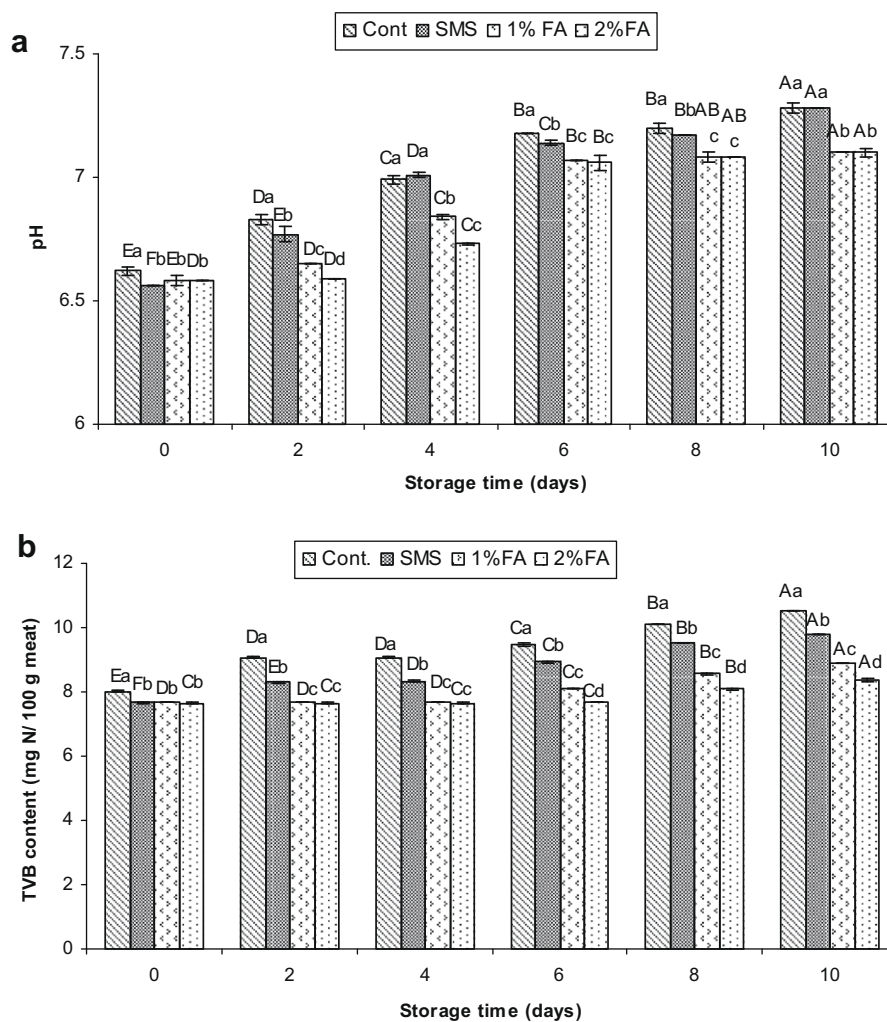 a
Cont SMS 1% FA 2%FA
7.5
7
6.5
6
pH
Ea Fb Eb Db
Da Eb Dc Dd
Ca Da Cb Cc
Ba Cb Bc Bc
Ba Bb AB c AB c
Aa Aa Ab Ab
0 2 4 6 8 10
Storage time (days)
b
Cont. SMS 1%FA 2%FA
12
10
8
6
4
2
0
TVB content (mg N/ 100 g meat)
Ea Fb Db Cb
Da Eb Dc Cc
Da Db Dc Cc
Ca Cb Cc Cd
Ba Bb Bc Bd
Aa Ab Ac Ad
0 2 4 6 8 10
Storage time (days)